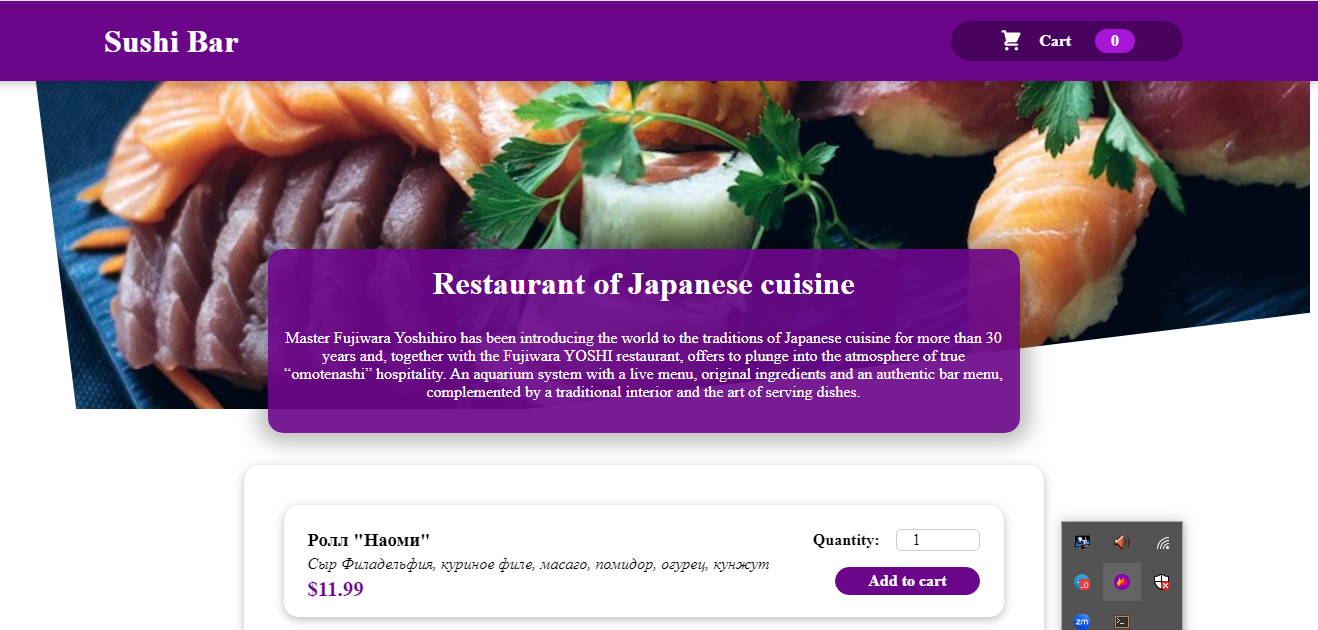 Sushi Bar
Cart 0
Restaurant of Japanese cuisine
Master Fujiwara Yoshihiro has been introducing the world to the traditions of Japanese cuisine for more than 30
years and, together with the Fujiwara YOSHI restaurant, offers to plunge into the atmosphere of true
“omotenashi” hospitality. An aquarium system with a live menu, original ingredients and an authentic bar menu,
complemented by a traditional interior and the art of serving dishes.
Ролл "Наоми"
Quantity: 1
Сыр Филадельфия, куриное филе, масаго, помидор, огурец, кунжут
$11.99
Add to cart
zm